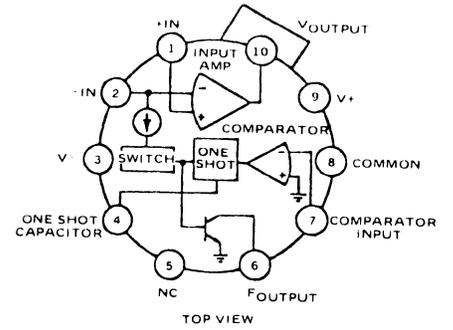 +IN
VOUTPUT
1
INPUT
AMP
10
-IN
2
9
V+
COMPARATOR
V-
3
SWITCH
ONE
SHOT
8
COMMON
ONE SHOT
CAPACITOR
4
7
COMPARATOR
INPUT
5
6
NC
FOUTPUT
TOP VIEW